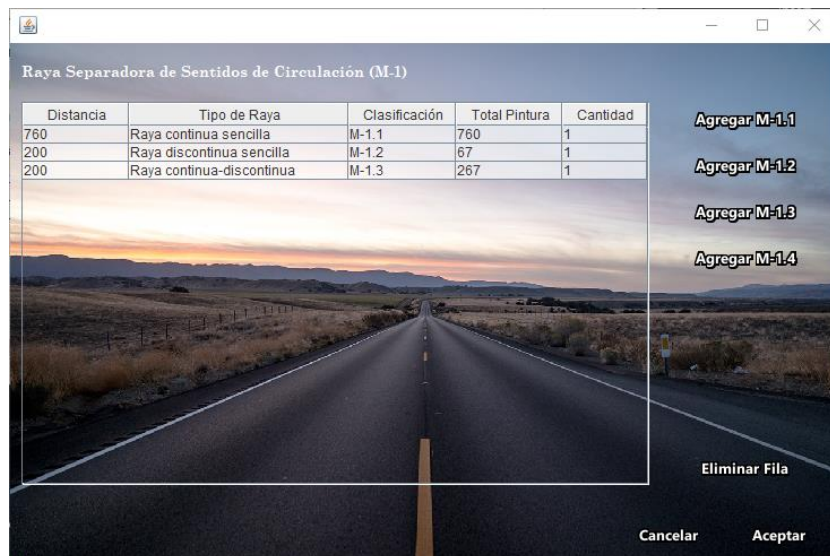 Raya Separadora de Sentidos de Circulación (M-1)
Distancia Tipo de Raya Clasificación Total Pintura Cantidad
760 Raya continua sencilla M-1.1 760 1
200 Raya discontinua sencilla M-1.2 67 1
200 Raya continua-discontinua M-1.3 267 1
Agregar M-1.1
Agregar M-1.2
Agregar M-1.3
Agregar M-1.4
Eliminar Fila
Cancelar Aceptar